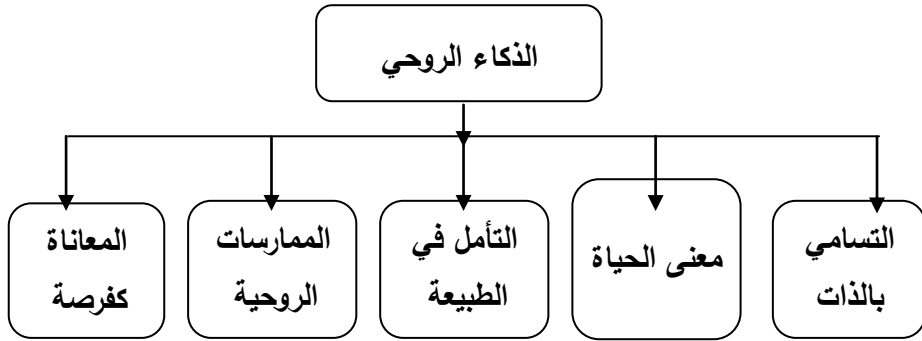 الذكاء الروحي
التسامي
بالذات
معنى الحياة
التأمل في
الطبيعة
الممارسات
الروحية
المعاناة
كفرصة